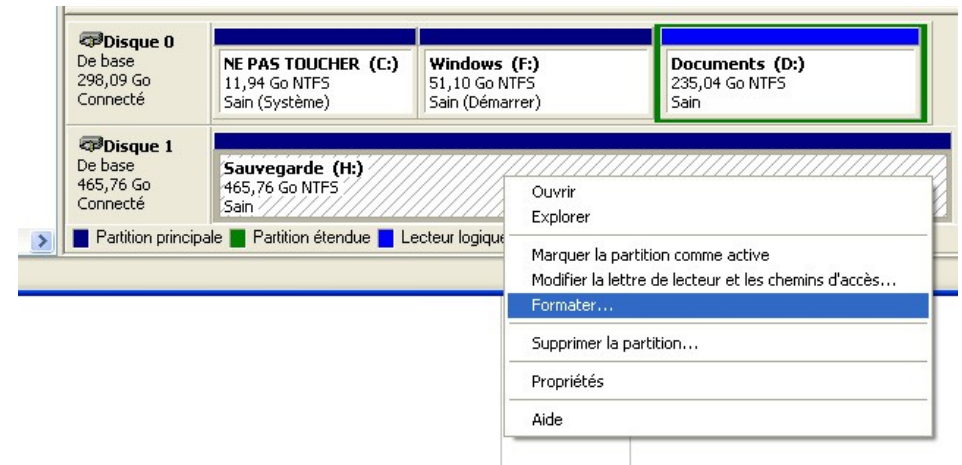 Disque 0
De base
298,09 Go
Connecté
NE PAS TOUCHER (C:)
11,94 Go NTFS
Sain (Système)
Windows (F:)
51,10 Go NTFS
Sain (Démarrer)
Documents (D:)
235,04 Go NTFS
Sain
Disque 1
De base
465,76 Go
Connecté
Sauvegarde (H:)
465,76 Go NTFS
Sain
Partition principale Partition étendue Lecteur logique
Ouvrir
Explorer
Marquer la partition comme active
Modifier la lettre de lecteur et les chemins d'accès...
Formater...
Supprimer la partition...
Propriétés
Aide